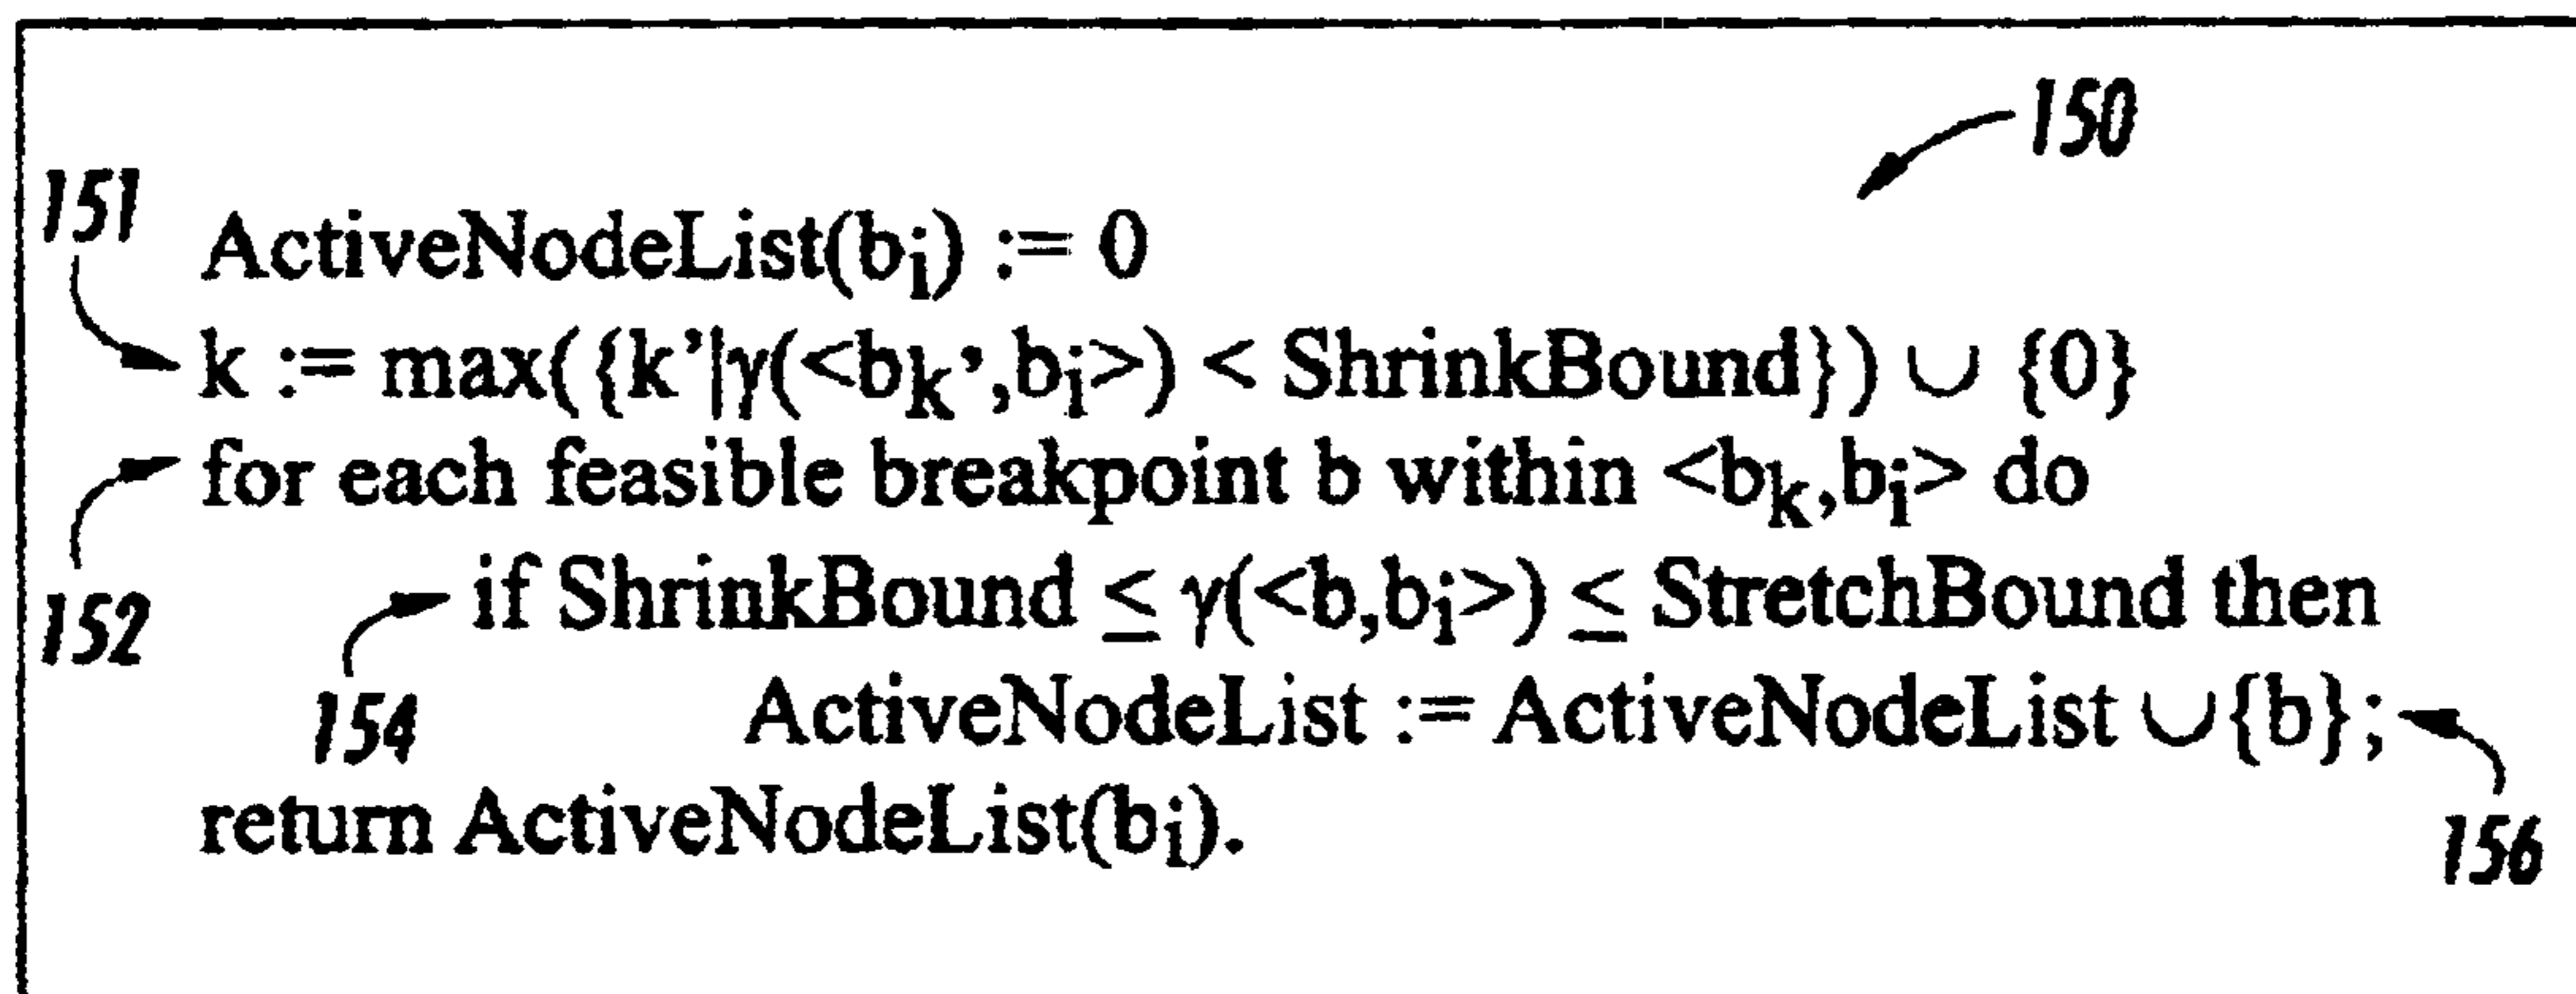 150
151
ActiveNodeList(bi) := 0
k := max({k'|γ(<bk',bi>) < ShrinkBound}) ∪ {0}
for each feasible breakpoint b within <bk,bi> do
152
if ShrinkBound ≤ γ(<b,bi>) ≤ StretchBound then
154
ActiveNodeList := ActiveNodeList ∪{b};
return ActiveNodeList(bi).
156